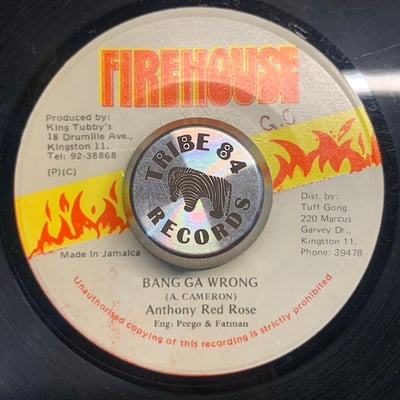 FIREHOUSE
G.C
Produced by:
King Tubby's
18 Drumille Ave.,
Kingston 11.
Tel: 92-38868
(P)(C)
TRIBE 84
RECORDS
Dist. by:
Tuff Gong
220 Marcus
Garvey Dr.,
Kingston 11.
Phone: 39478
Made in Jamaica
BANG GA WRONG
(A. CAMERON)
Anthony Red Rose
Eng: Peego & Fatman
Unauthorised copying of this recording is strictly prohibited